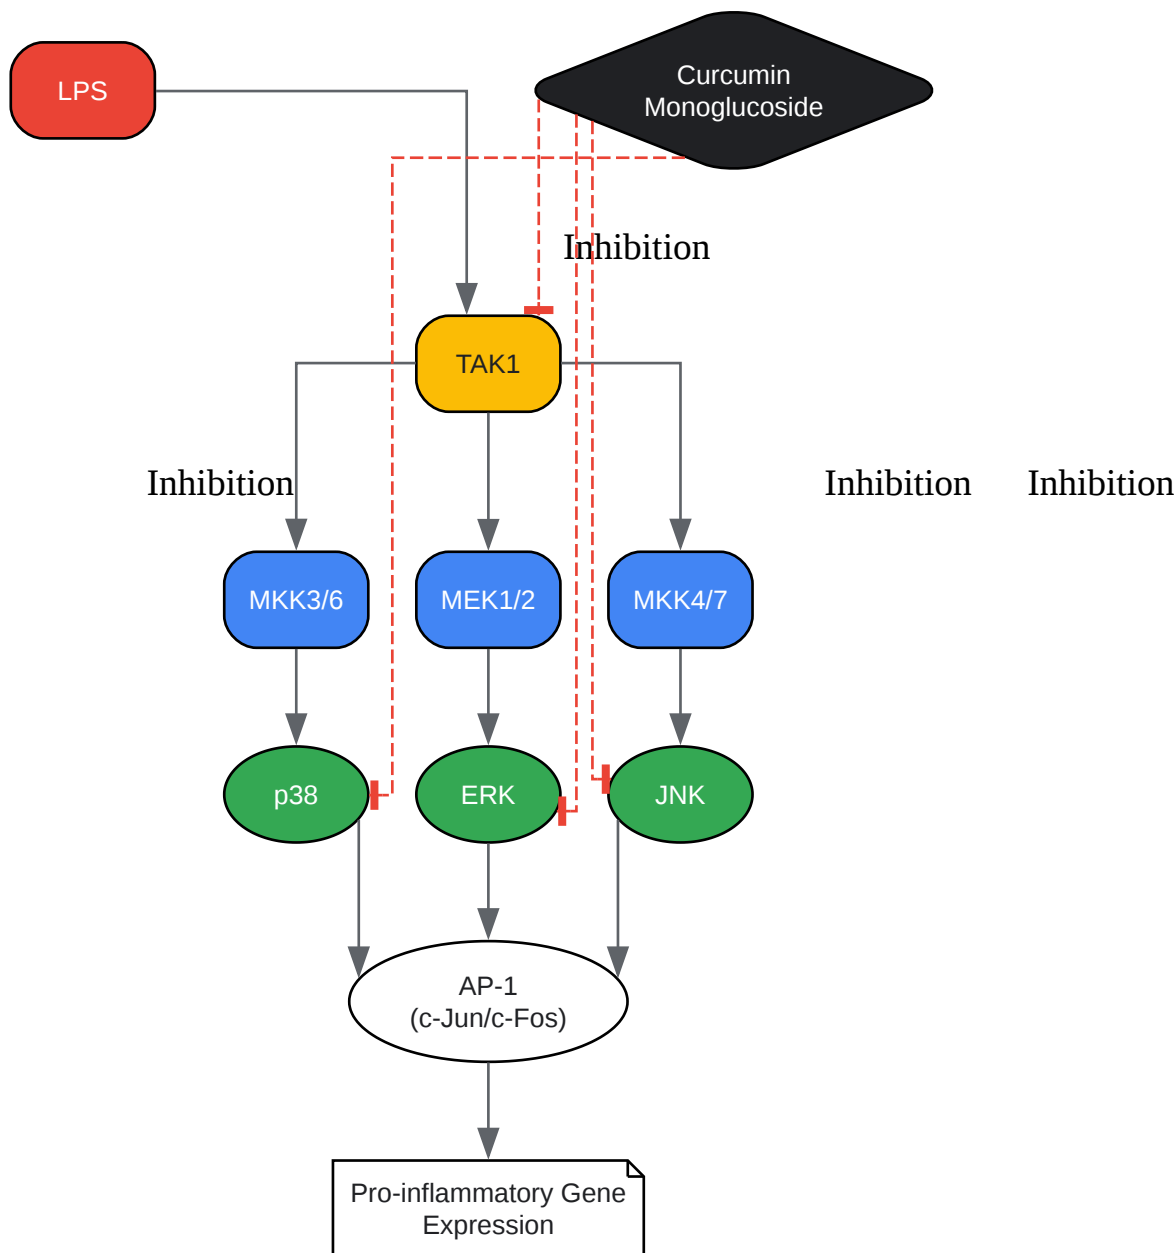 LPS
Curcumin
Monoglucoside
Inhibition
TAK1
Inhibition
Inhibition
Inhibition
MKK3/6
MEK1/2
MKK4/7
p38
ERK
JNK
AP-1
(c-Jun/c-Fos)
Pro-inflammatory Gene
Expression